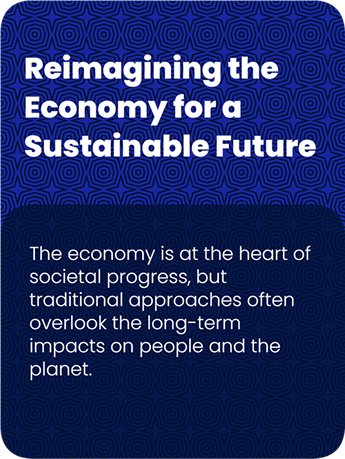 Reimagining the
Economy for a
Sustainable Future
The economy is at the heart of
societal progress, but
traditional approaches often
overlook the long-term
impacts on people and the
planet.